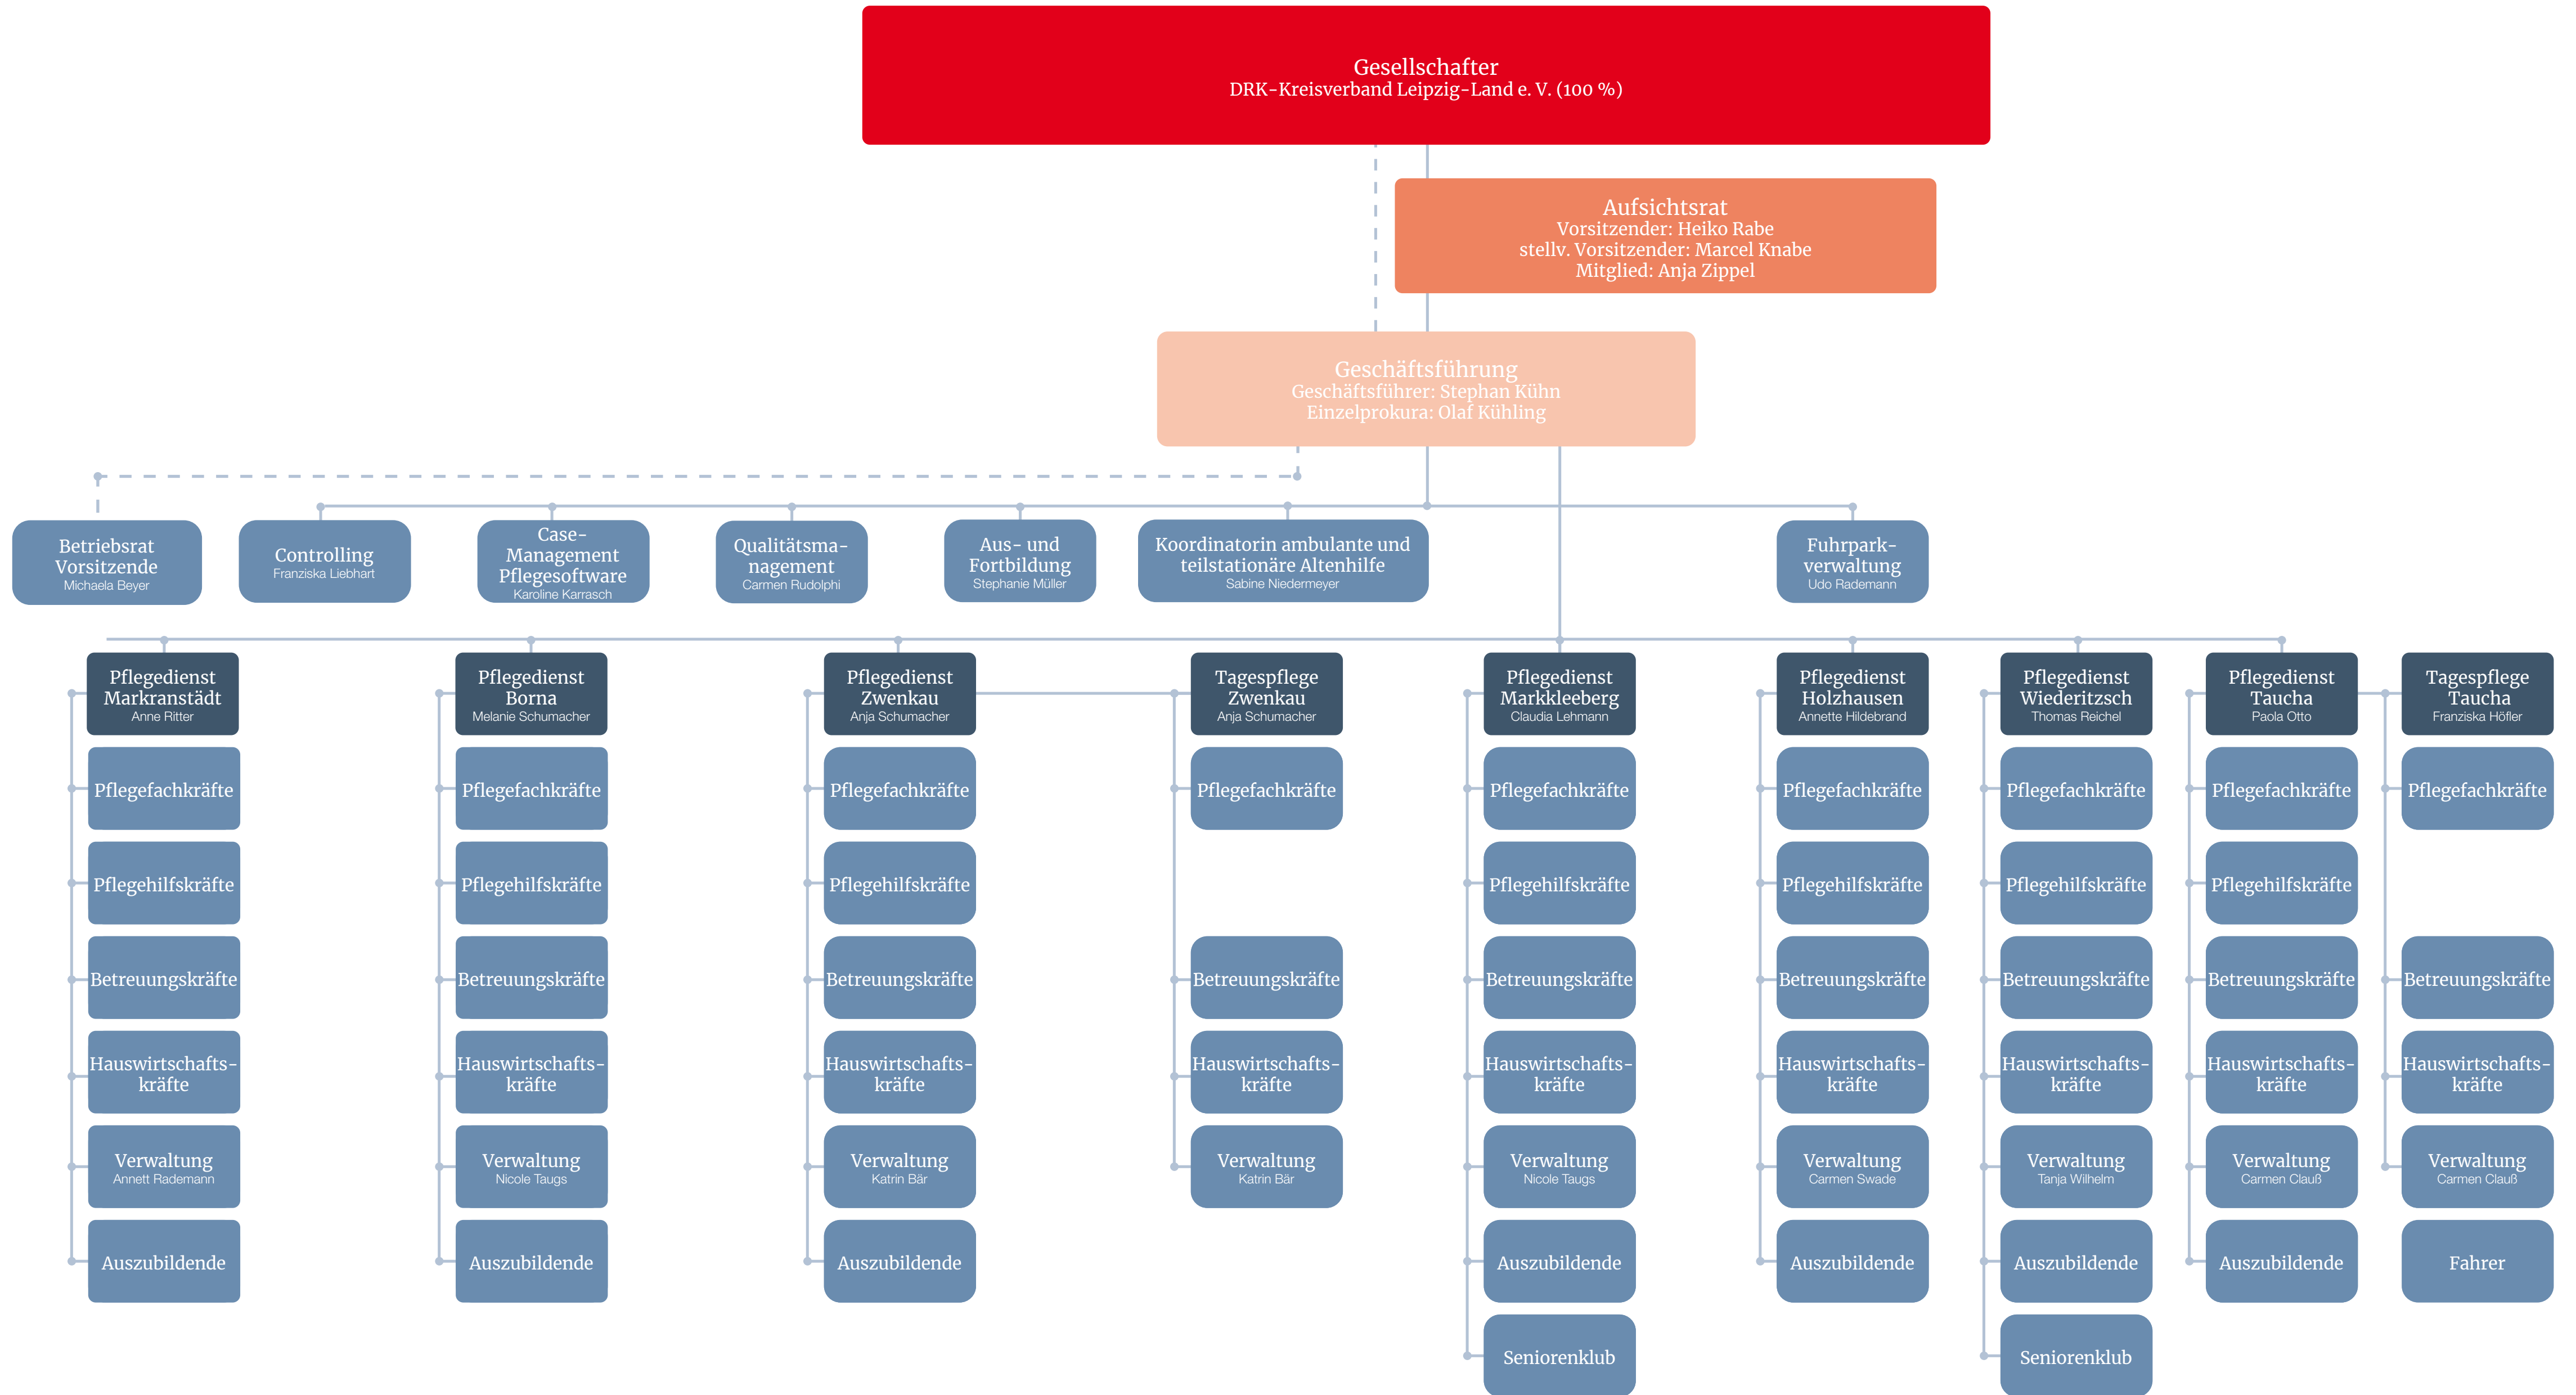 Gesellschafter
DRK-Kreisverband Leipzig-Land e. V. (100 %)
Aufsichtsrat
Vorsitzender: Heiko Rabe
stellv. Vorsitzender: Marcel Knabe
Mitglied: Anja Zippel
Geschäftsführung
Geschäftsführer: Stephan Kühn
Einzelprokura: Olaf Kühling
Betriebsrat
Vorsitzende
Michaela Beyer
Controlling
Franziska Liebhart
Case-
Management
Pflegesoftware
Karoline Karrasch
Qualitätsma-
nagement
Carmen Rudolphi
Aus- und
Fortbildung
Stephanie Müller
Koordinatorin ambulante und
teilstationäre Altenhilfe
Sabine Niedermeyer
Fuhrpark-
verwaltung
Udo Rademann
Pflegedienst
Markranstädt
Anne Ritter
Pflegefachkräfte
Pflegehilfskräfte
Betreuungskräfte
Hauswirtschafts-
kräfte
Verwaltung
Annett Rademann
Auszubildende
Pflegedienst
Borna
Melanie Schumacher
Pflegefachkräfte
Pflegehilfskräfte
Betreuungskräfte
Hauswirtschafts-
kräfte
Verwaltung
Nicole Taugs
Auszubildende
Pflegedienst
Zwenkau
Anja Schumacher
Pflegefachkräfte
Pflegehilfskräfte
Betreuungskräfte
Hauswirtschafts-
kräfte
Verwaltung
Katrin Bär
Auszubildende
Tagespflege
Zwenkau
Anja Schumacher
Pflegefachkräfte
Betreuungskräfte
Hauswirtschafts-
kräfte
Verwaltung
Katrin Bär
Pflegedienst
Markkleeberg
Claudia Lehmann
Pflegefachkräfte
Pflegehilfskräfte
Betreuungskräfte
Hauswirtschafts-
kräfte
Verwaltung
Nicole Taugs
Auszubildende
Seniorenklub
Pflegedienst
Holzhausen
Annette Hildebrand
Pflegefachkräfte
Pflegehilfskräfte
Betreuungskräfte
Hauswirtschafts-
kräfte
Verwaltung
Carmen Swade
Auszubildende
Pflegedienst
Wiederitzsch
Thomas Reichel
Pflegefachkräfte
Pflegehilfskräfte
Betreuungskräfte
Hauswirtschafts-
kräfte
Verwaltung
Tanja Wilhelm
Auszubildende
Seniorenklub
Pflegedienst
Taucha
Paola Otto
Pflegefachkräfte
Pflegehilfskräfte
Betreuungskräfte
Hauswirtschafts-
kräfte
Verwaltung
Carmen Clauß
Auszubildende
Tagespflege
Taucha
Franziska Höfler
Pflegefachkräfte
Betreuungskräfte
Hauswirtschafts-
kräfte
Verwaltung
Carmen Clauß
Fahrer